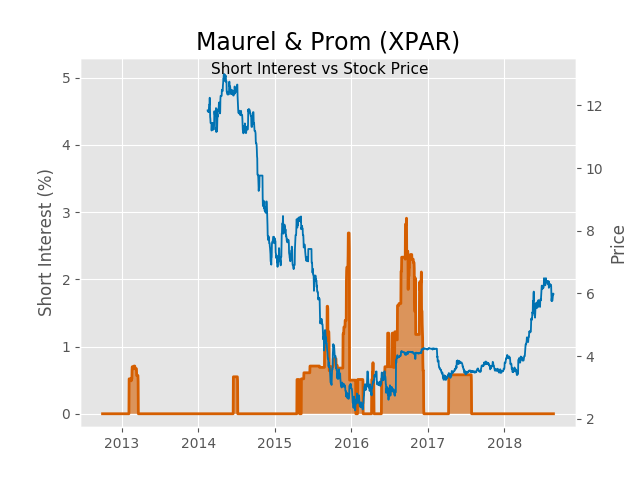 Maurel & Prom (XPAR)
Short Interest vs Stock Price
5
4
3
2
1
0
Short Interest (%)
12
10
8
6
4
2
Price
2013 2014 2015 2016 2017 2018